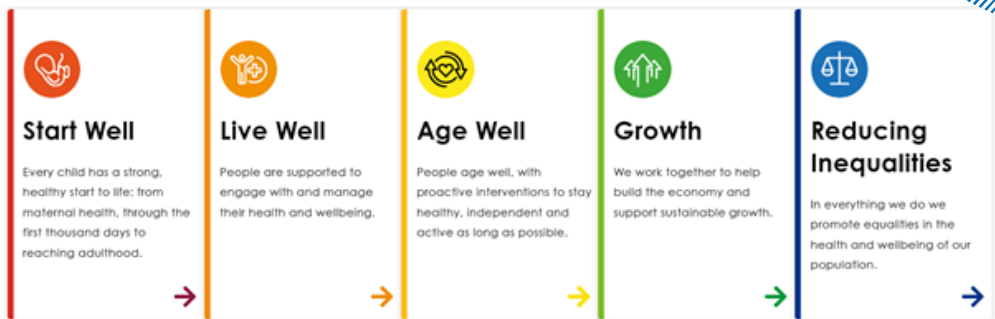 Start Well
Every child has a strong,
healthy start to life: from
maternal health, through the
first thousand days to
reaching adulthood.
Live Well
People are supported to
engage with and manage
their health and wellbeing.
Age Well
People age well, with
proactive interventions to stay
healthy, independent and
active as long as possible.
Growth
We work together to help
build the economy and
support sustainable growth.
Reducing
Inequalities
In everything we do we
promote equalities in the
health and wellbeing of our
population.